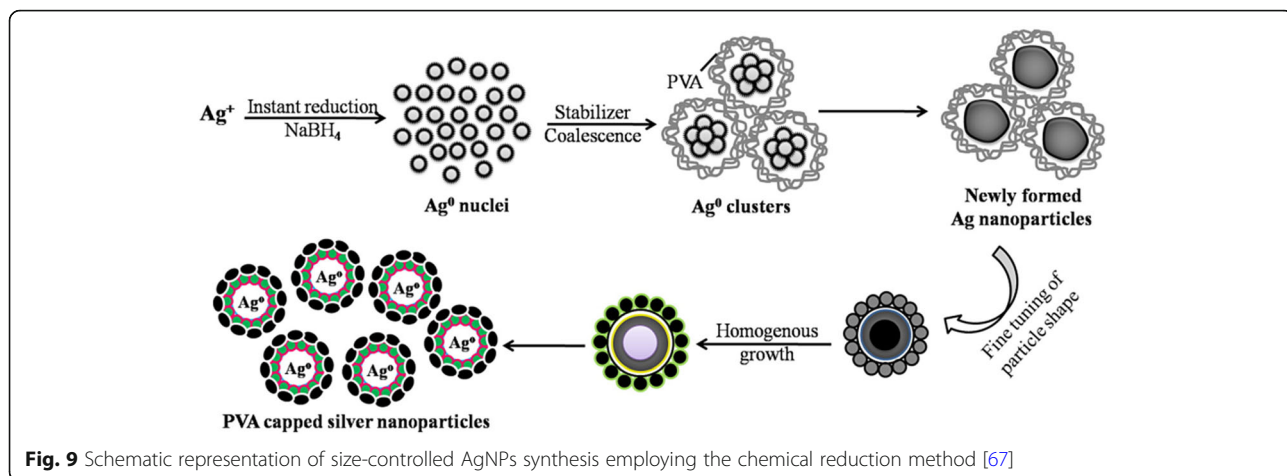 Ag⁺
Instant reduction
NaBH₄
Ag⁰ nuclei
Stabilizer
Coalescence
PVA
Ag⁰ clusters
Newly formed
Ag nanoparticles
Fine tuning of
particle shape
Homogenous
growth
Ag⁰
Ag⁰
Ag⁰
Ag⁰
Ag⁰
Ag⁰
PVA capped silver nanoparticles
Fig. 9 Schematic representation of size-controlled AgNPs synthesis employing the chemical reduction method [67]